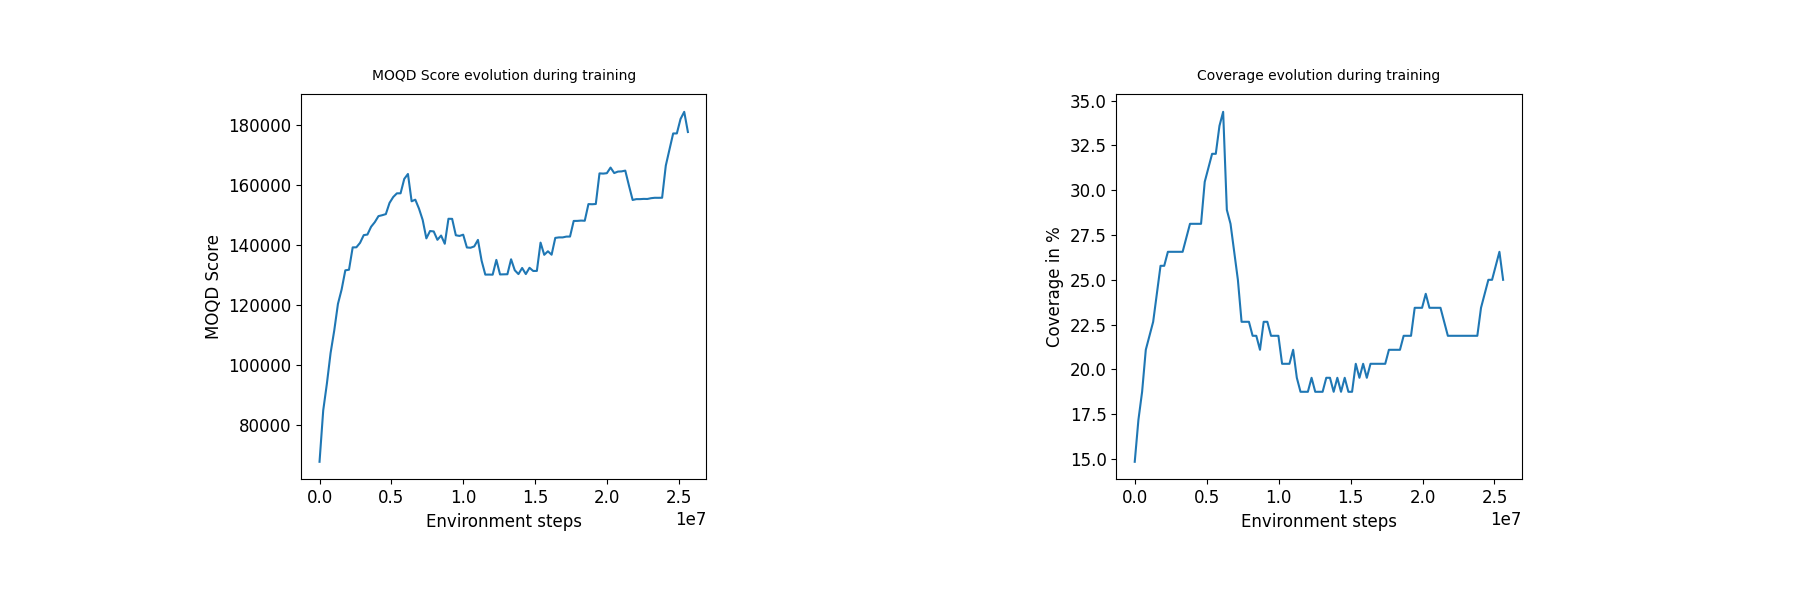 MOQD Score evolution during training
180000
160000
140000
120000
100000
80000
MOQD Score
0.0 0.5 1.0 1.5 2.0 2.5
1e7
Environment steps
Coverage evolution during training
35.0
32.5
30.0
27.5
25.0
22.5
20.0
17.5
15.0
Coverage in %
0.0 0.5 1.0 1.5 2.0 2.5
1e7
Environment steps